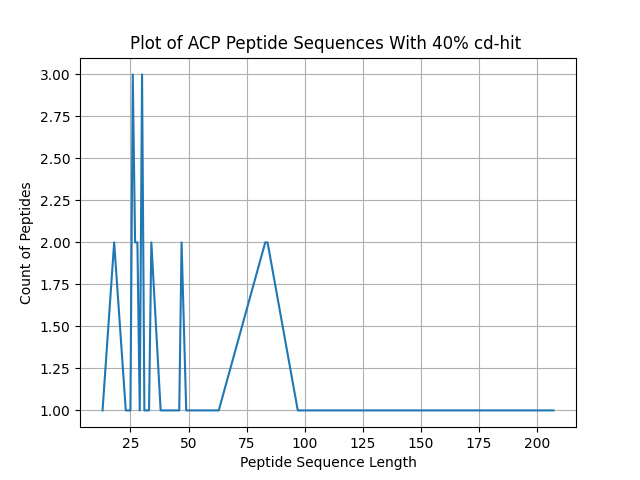 Plot of ACP Peptide Sequences With 40% cd-hit
3.00
2.75
2.50
2.25
2.00
1.75
1.50
1.25
1.00
Count of Peptides
25 50 75 100 125 150 175 200
Peptide Sequence Length